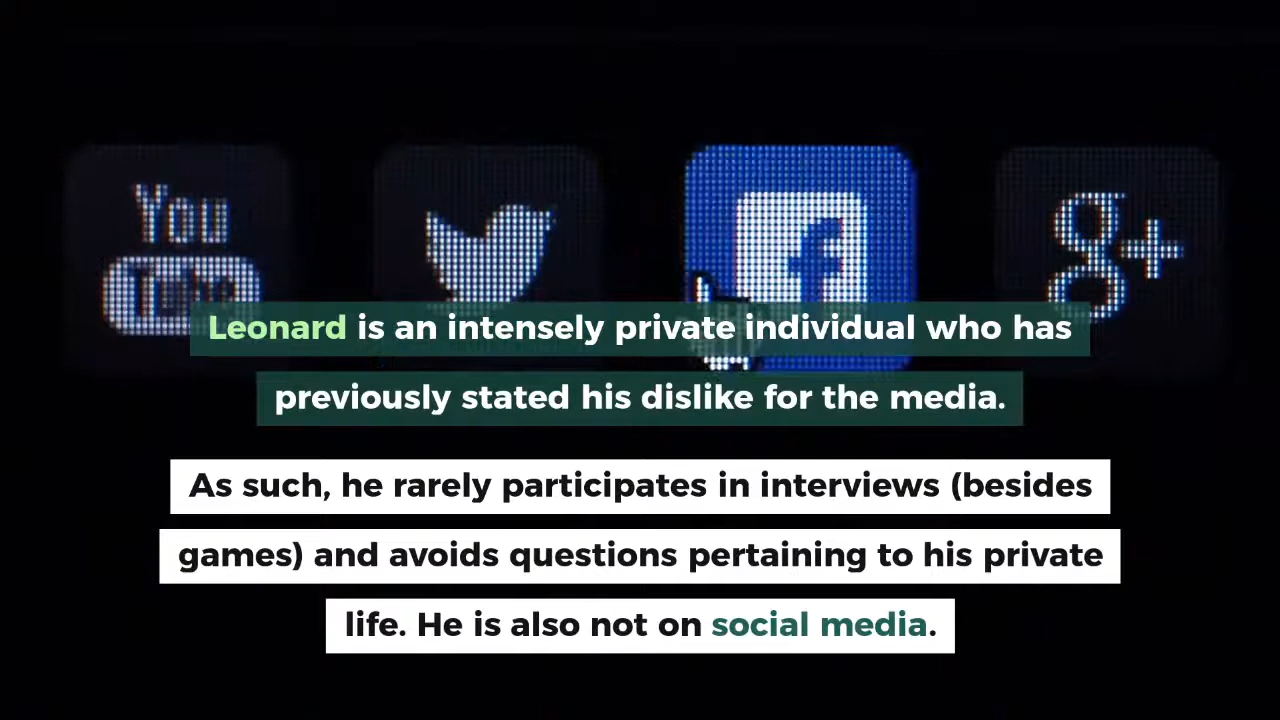 You
Tube
f
g+
Leonard is an intensely private individual who has
previously stated his dislike for the media.
As such, he rarely participates in interviews (besides
games) and avoids questions pertaining to his private
life. He is also not on social media.